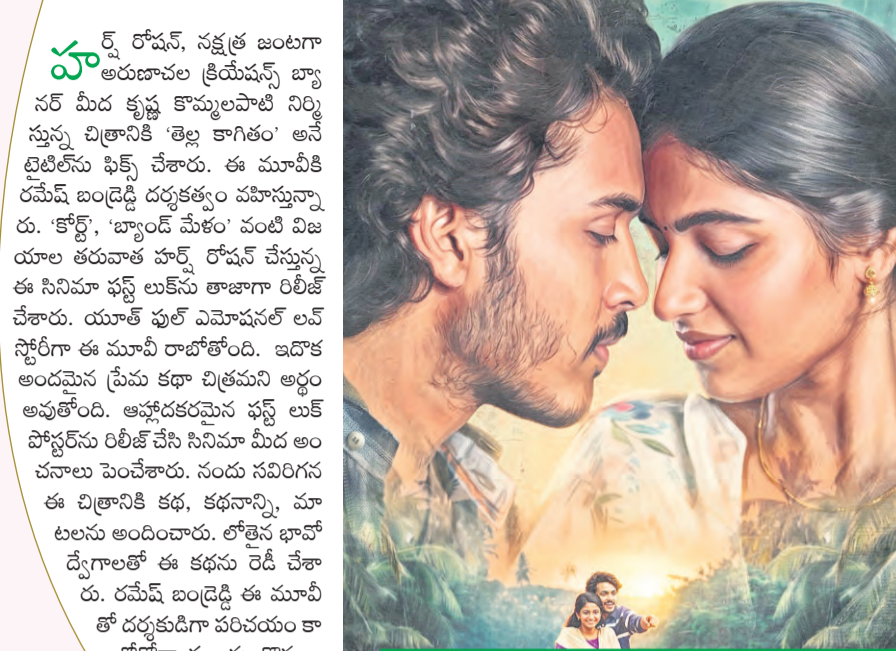 హర్ష్ రోషన్, నక్షత్ర జంటగా
అరుణాచల క్రియేషన్స్ బ్యా
నర్ మీద కృష్ణ కొమ్మలపాటి నిర్మి
స్తున్న చిత్రానికి ‘తెల్ల కాగితం’ అనే
టైటిల్‌ను ఫిక్స్ చేశారు. ఈ మూవీకి
రమేష్ బండ్రెడ్డి దర్శకత్వం వహిస్తున్నా
రు. ‘కోర్ట్’, ‘బ్యాండ్ మేళం’ వంటి విజ
యాల తరువాత హర్ష్ రోషన్ చేస్తున్న
ఈ సినిమా ఫస్ట్ లుక్‌ను తాజాగా రిలీజ్
చేశారు. యూత్ ఫుల్ ఎమోషనల్ లవ్
స్టోరీగా ఈ మూవీ రాబోతోంది. ఇదొక
అందమైన ప్రేమ కథా చిత్రమని అర్థం
అవుతోంది. ఆహ్లాదకరమైన ఫస్ట్ లుక్
పోస్టర్‌ను రిలీజ్ చేసి సినిమా మీద అం
చనాలు పెంచేశారు. నందు సవిరిగన
ఈ చిత్రానికి కథ, కథనాన్ని, మా
టలను అందించారు. లోతైన భావో
ద్వేగాలతో ఈ కథను రెడీ చేశా
రు. రమేష్ బండ్రెడ్డి ఈ మూవీ
తో దర్శకుడిగా పరిచయం కా